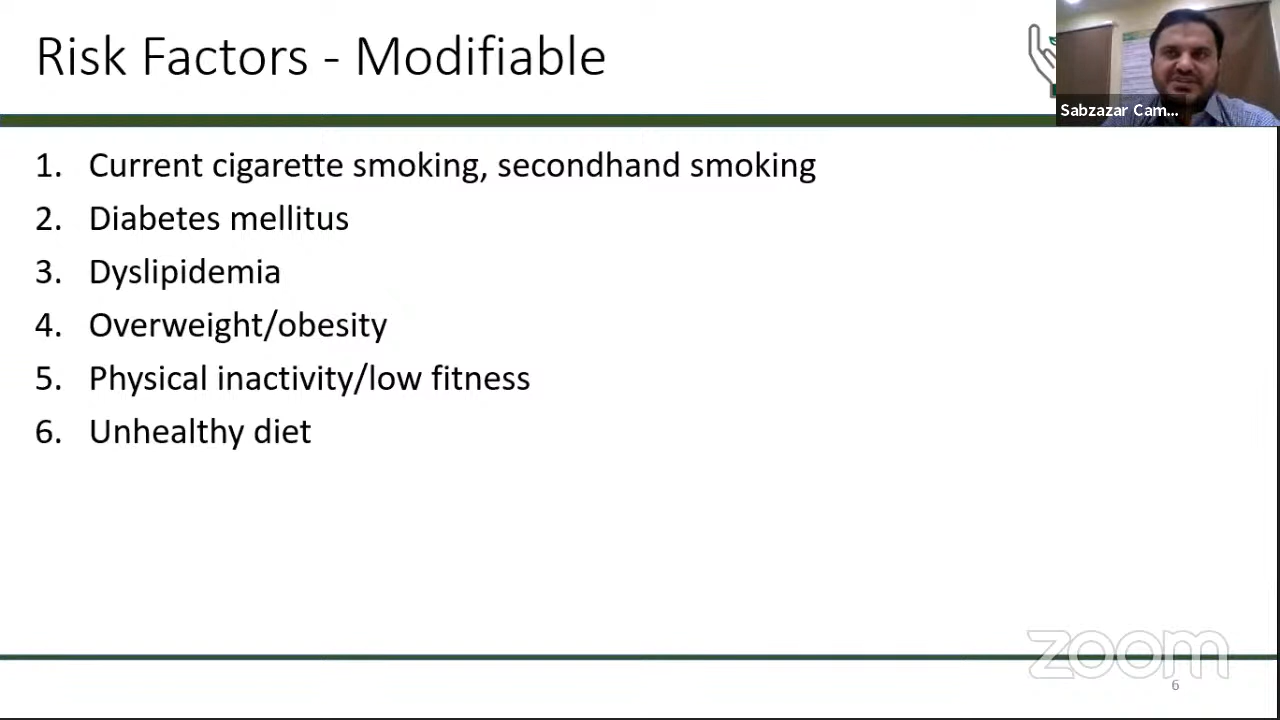 Risk Factors - Modifiable
Sabzazar Cam...
1. Current cigarette smoking, secondhand smoking
2. Diabetes mellitus
3. Dyslipidemia
4. Overweight/obesity
5. Physical inactivity/low fitness
6. Unhealthy diet
zoom
6